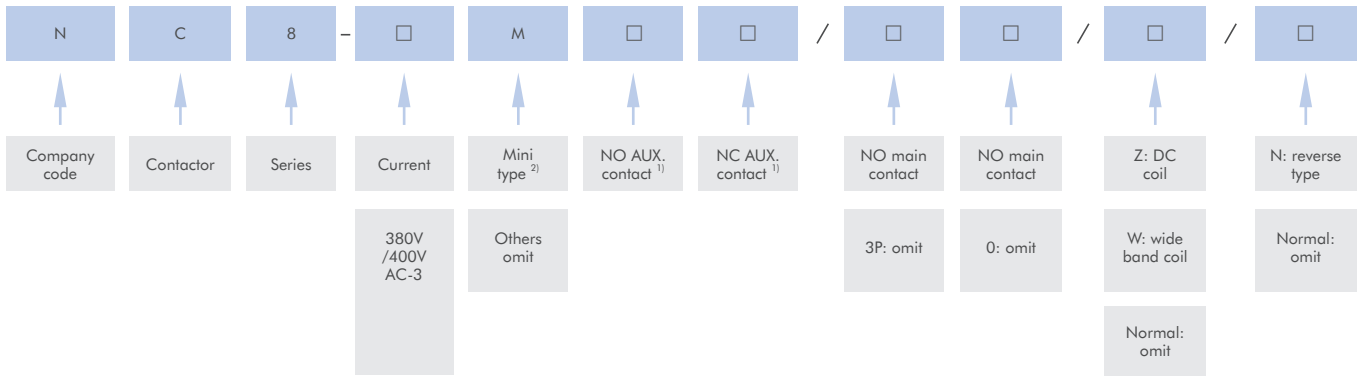 N C 8 – □ M □ □ / □ □ / □ / □
Company
code
Contactor
Series
Current
Mini
type 2)
NO AUX.
contact 1)
NC AUX.
contact 1)
NO main
contact
NO main
contact
Z: DC
coil
N: reverse
type
380V
/400V
AC-3
Others
omit
3P: omit
0: omit
W: wide
band coil
Normal:
omit
Normal:
omit